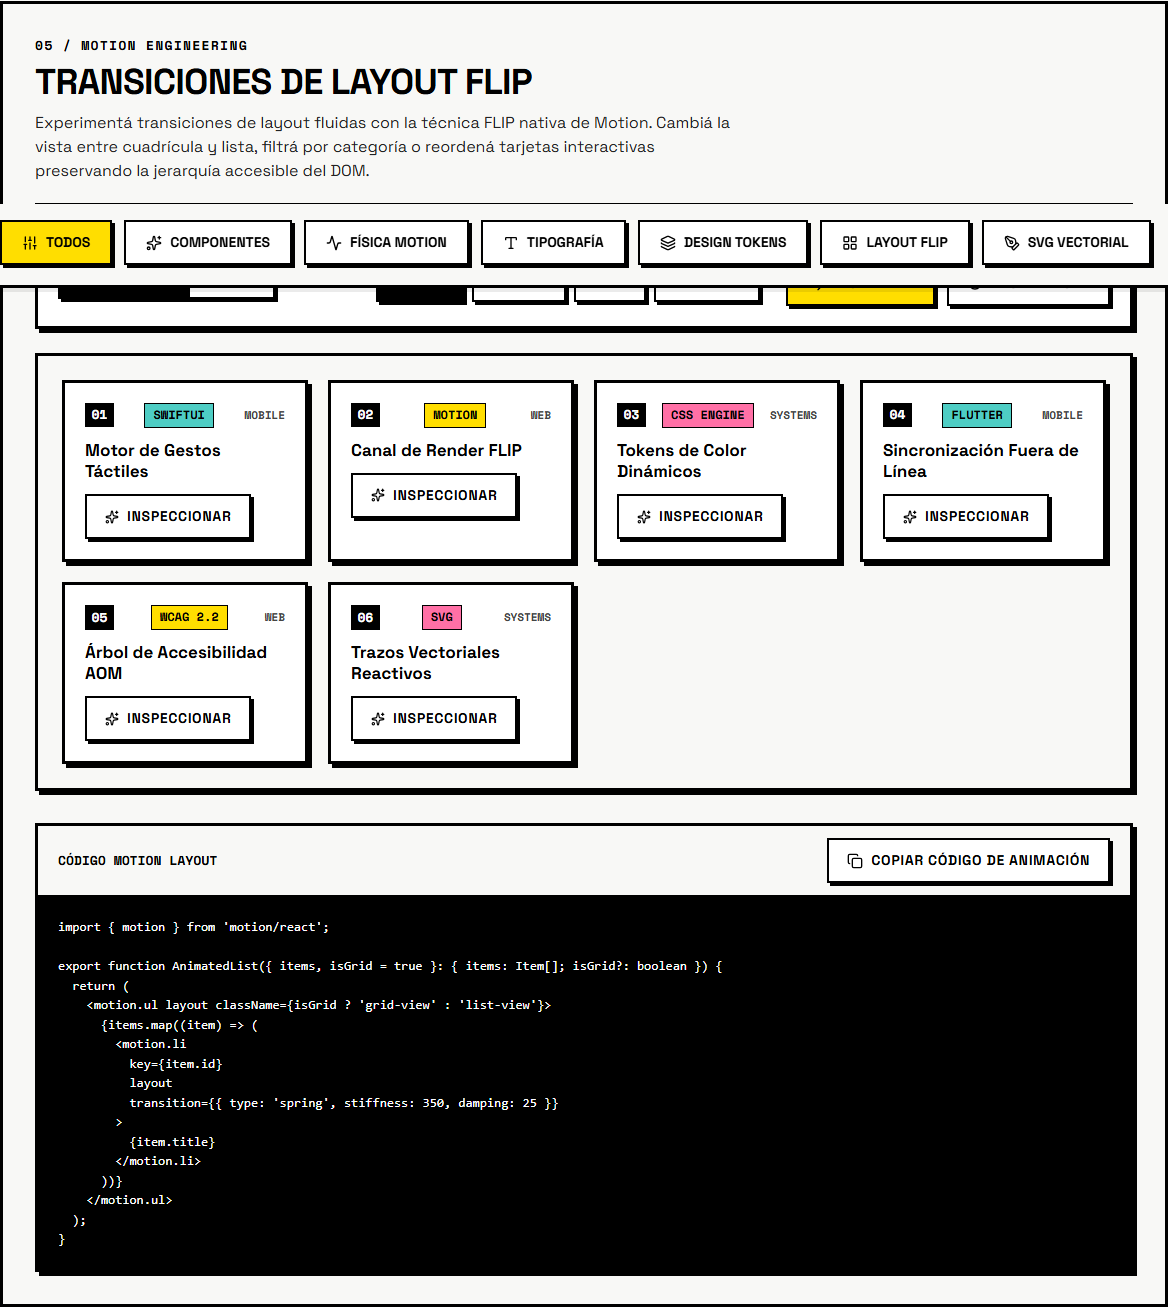 05 / MOTION ENGINEERING
TRANSICIONES DE LAYOUT FLIP
Experimentá transiciones de layout fluidas con la técnica FLIP nativa de Motion. Cambiá la
vista entre cuadrícula y lista, filtrá por categoría o reordená tarjetas interactivas
preservando la jerarquía accesible del DOM.
TODOS
COMPONENTES
FÍSICA MOTION
TIPOGRAFÍA
DESIGN TOKENS
LAYOUT FLIP
SVG VECTORIAL
01 SWIFTUI MOBILE
Motor de Gestos
Táctiles
INSPECCIONAR
02 MOTION WEB
Canal de Render FLIP
INSPECCIONAR
03 CSS ENGINE SYSTEMS
Tokens de Color
Dinámicos
INSPECCIONAR
04 FLUTTER MOBILE
Sincronización Fuera de
Línea
INSPECCIONAR
05 WCAG 2.2 WEB
Árbol de Accesibilidad
AOM
INSPECCIONAR
06 SVG SYSTEMS
Trazos Vectoriales
Reactivos
INSPECCIONAR
CÓDIGO MOTION LAYOUT
COPIAR CÓDIGO DE ANIMACIÓN
import { motion } from 'motion/react';
export function AnimatedList({ items, isGrid = true }: { items: Item[]; isGrid?: boolean }) {
  return (
    <motion.ul layout className={isGrid ? 'grid-view' : 'list-view'}>
      {items.map((item) => (
        <motion.li
          key={item.id}
          layout
          transition={{ type: 'spring', stiffness: 350, damping: 25 }}
        >
          {item.title}
        </motion.li>
      ))}
    </motion.ul>
  );
}